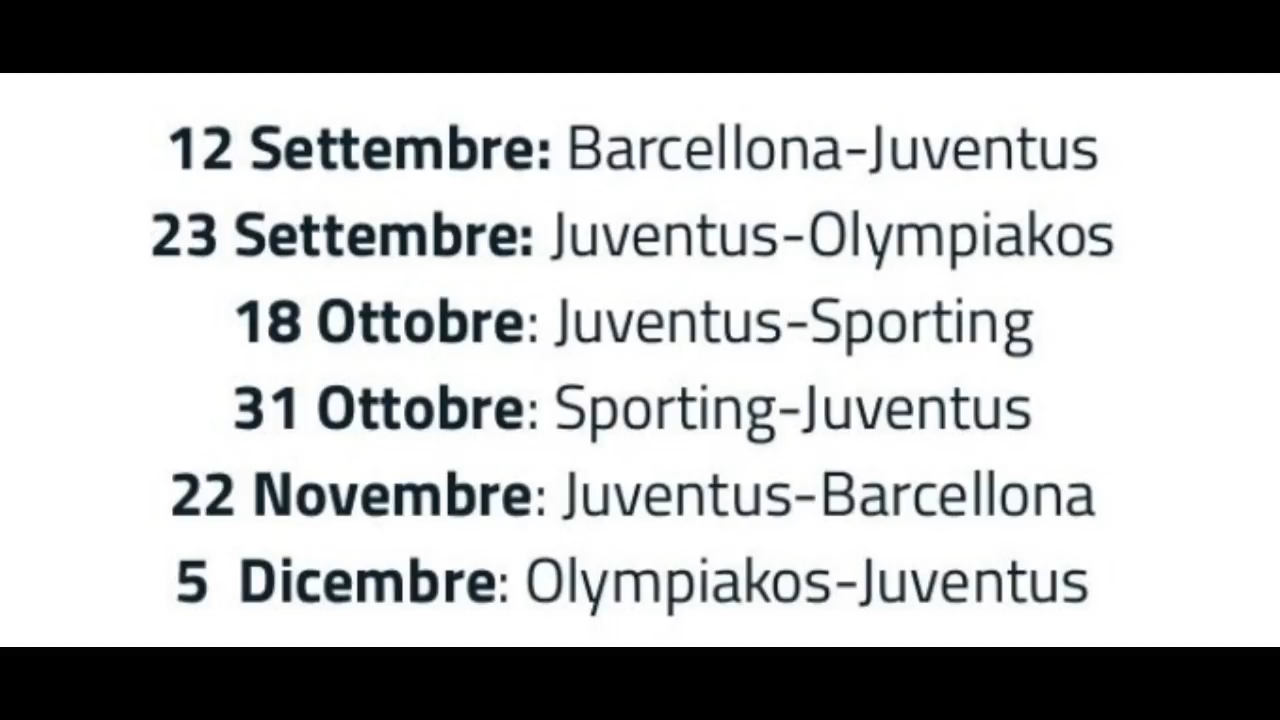 12 Settembre: Barcellona-Juventus
23 Settembre: Juventus-Olympiakos
18 Ottobre: Juventus-Sporting
31 Ottobre: Sporting-Juventus
22 Novembre: Juventus-Barcellona
5 Dicembre: Olympiakos-Juventus